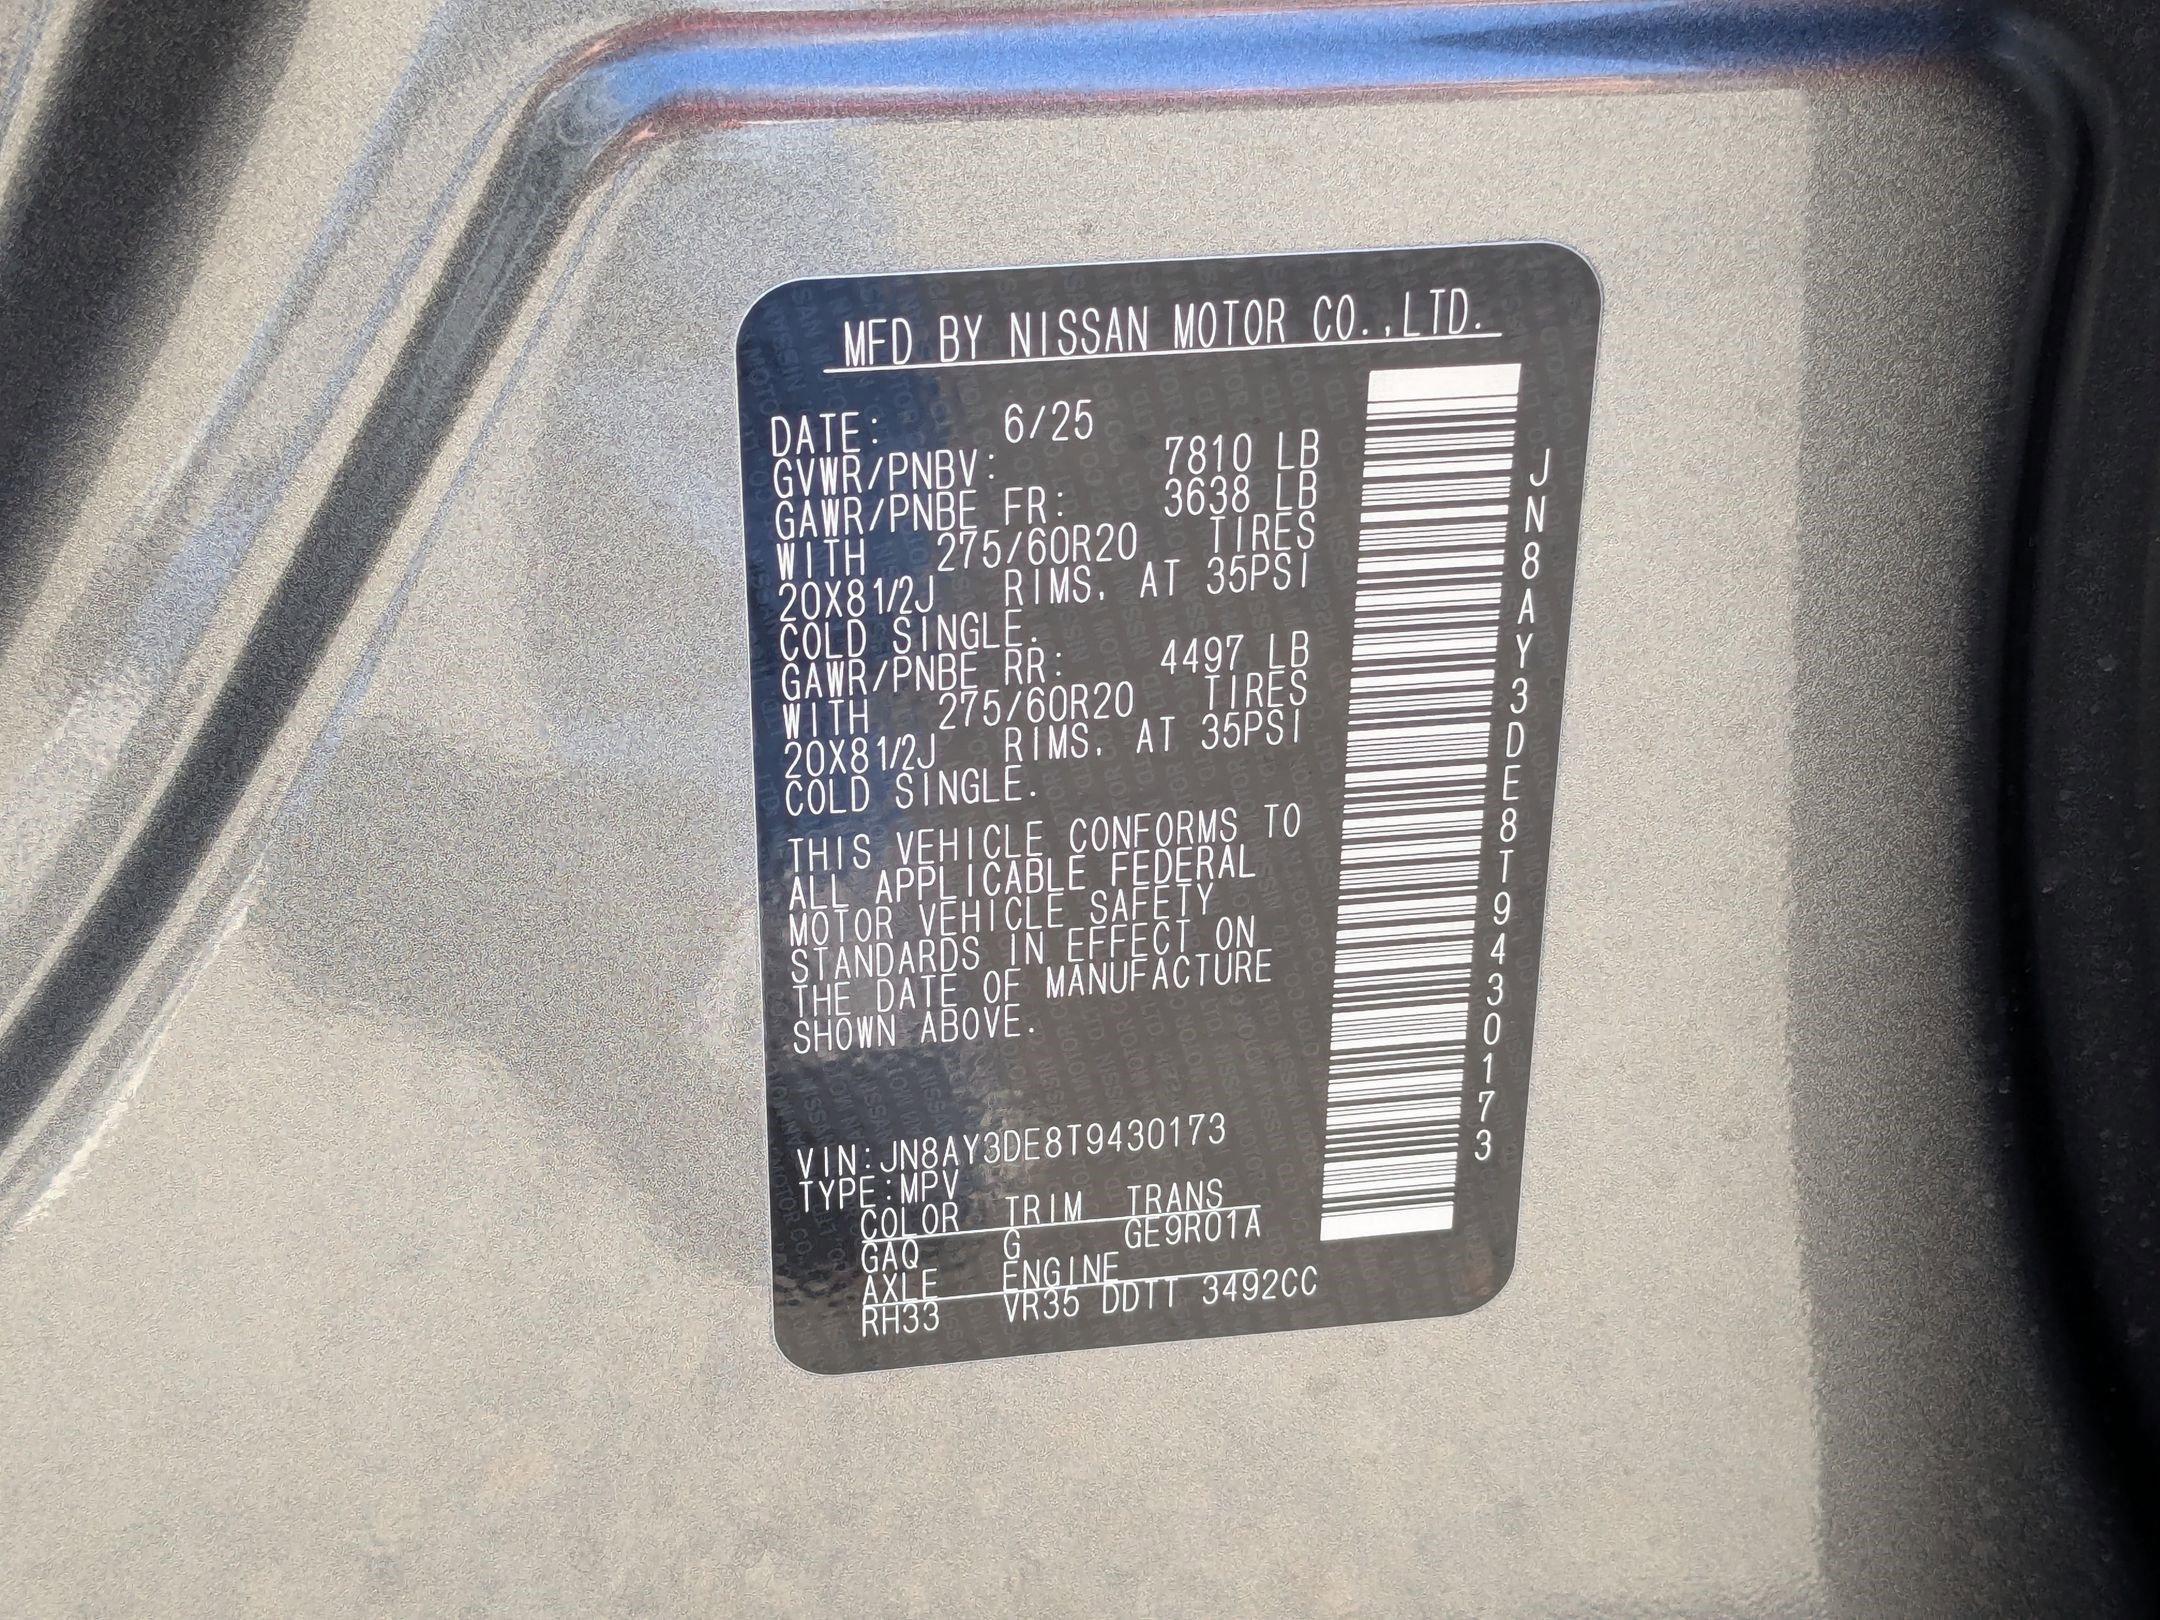 MFD BY NISSAN MOTOR CO.,LTD.
DATE: 6/25
GVWR/PNBV: 7810 LB
GAWR/PNBE FR: 3638 LB
WITH 275/60R20 TIRES
20X81/2J RIMS, AT 35PSI
COLD SINGLE.
GAWR/PNBE RR: 4497 LB
WITH 275/60R20 TIRES
20X81/2J RIMS, AT 35PSI
COLD SINGLE.
THIS VEHICLE CONFORMS TO
ALL APPLICABLE FEDERAL
MOTOR VEHICLE SAFETY
STANDARDS IN EFFECT ON
THE DATE OF MANUFACTURE
SHOWN ABOVE.
VIN:JN8AY3DE8T9430173
TYPE:MPV
COLOR TRIM TRANS
GAQ G GE9R01A
AXLE ENGINE
RH33 VR35 DDTT 3492CC
JN8AY3DE8T9430173